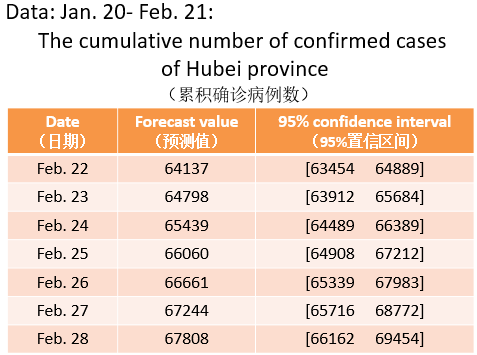 Data: Jan. 20- Feb. 21:
The cumulative number of confirmed cases
of Hubei province
（累积确诊病例数）
Date Forecast value 95% confidence interval
（日期） （预测值） （95%置信区间）
Feb. 22 64137 [63454 64889]
Feb. 23 64798 [63912 65684]
Feb. 24 65439 [64489 66389]
Feb. 25 66060 [64908 67212]
Feb. 26 66661 [65339 67983]
Feb. 27 67244 [65716 68772]
Feb. 28 67808 [66162 69454]